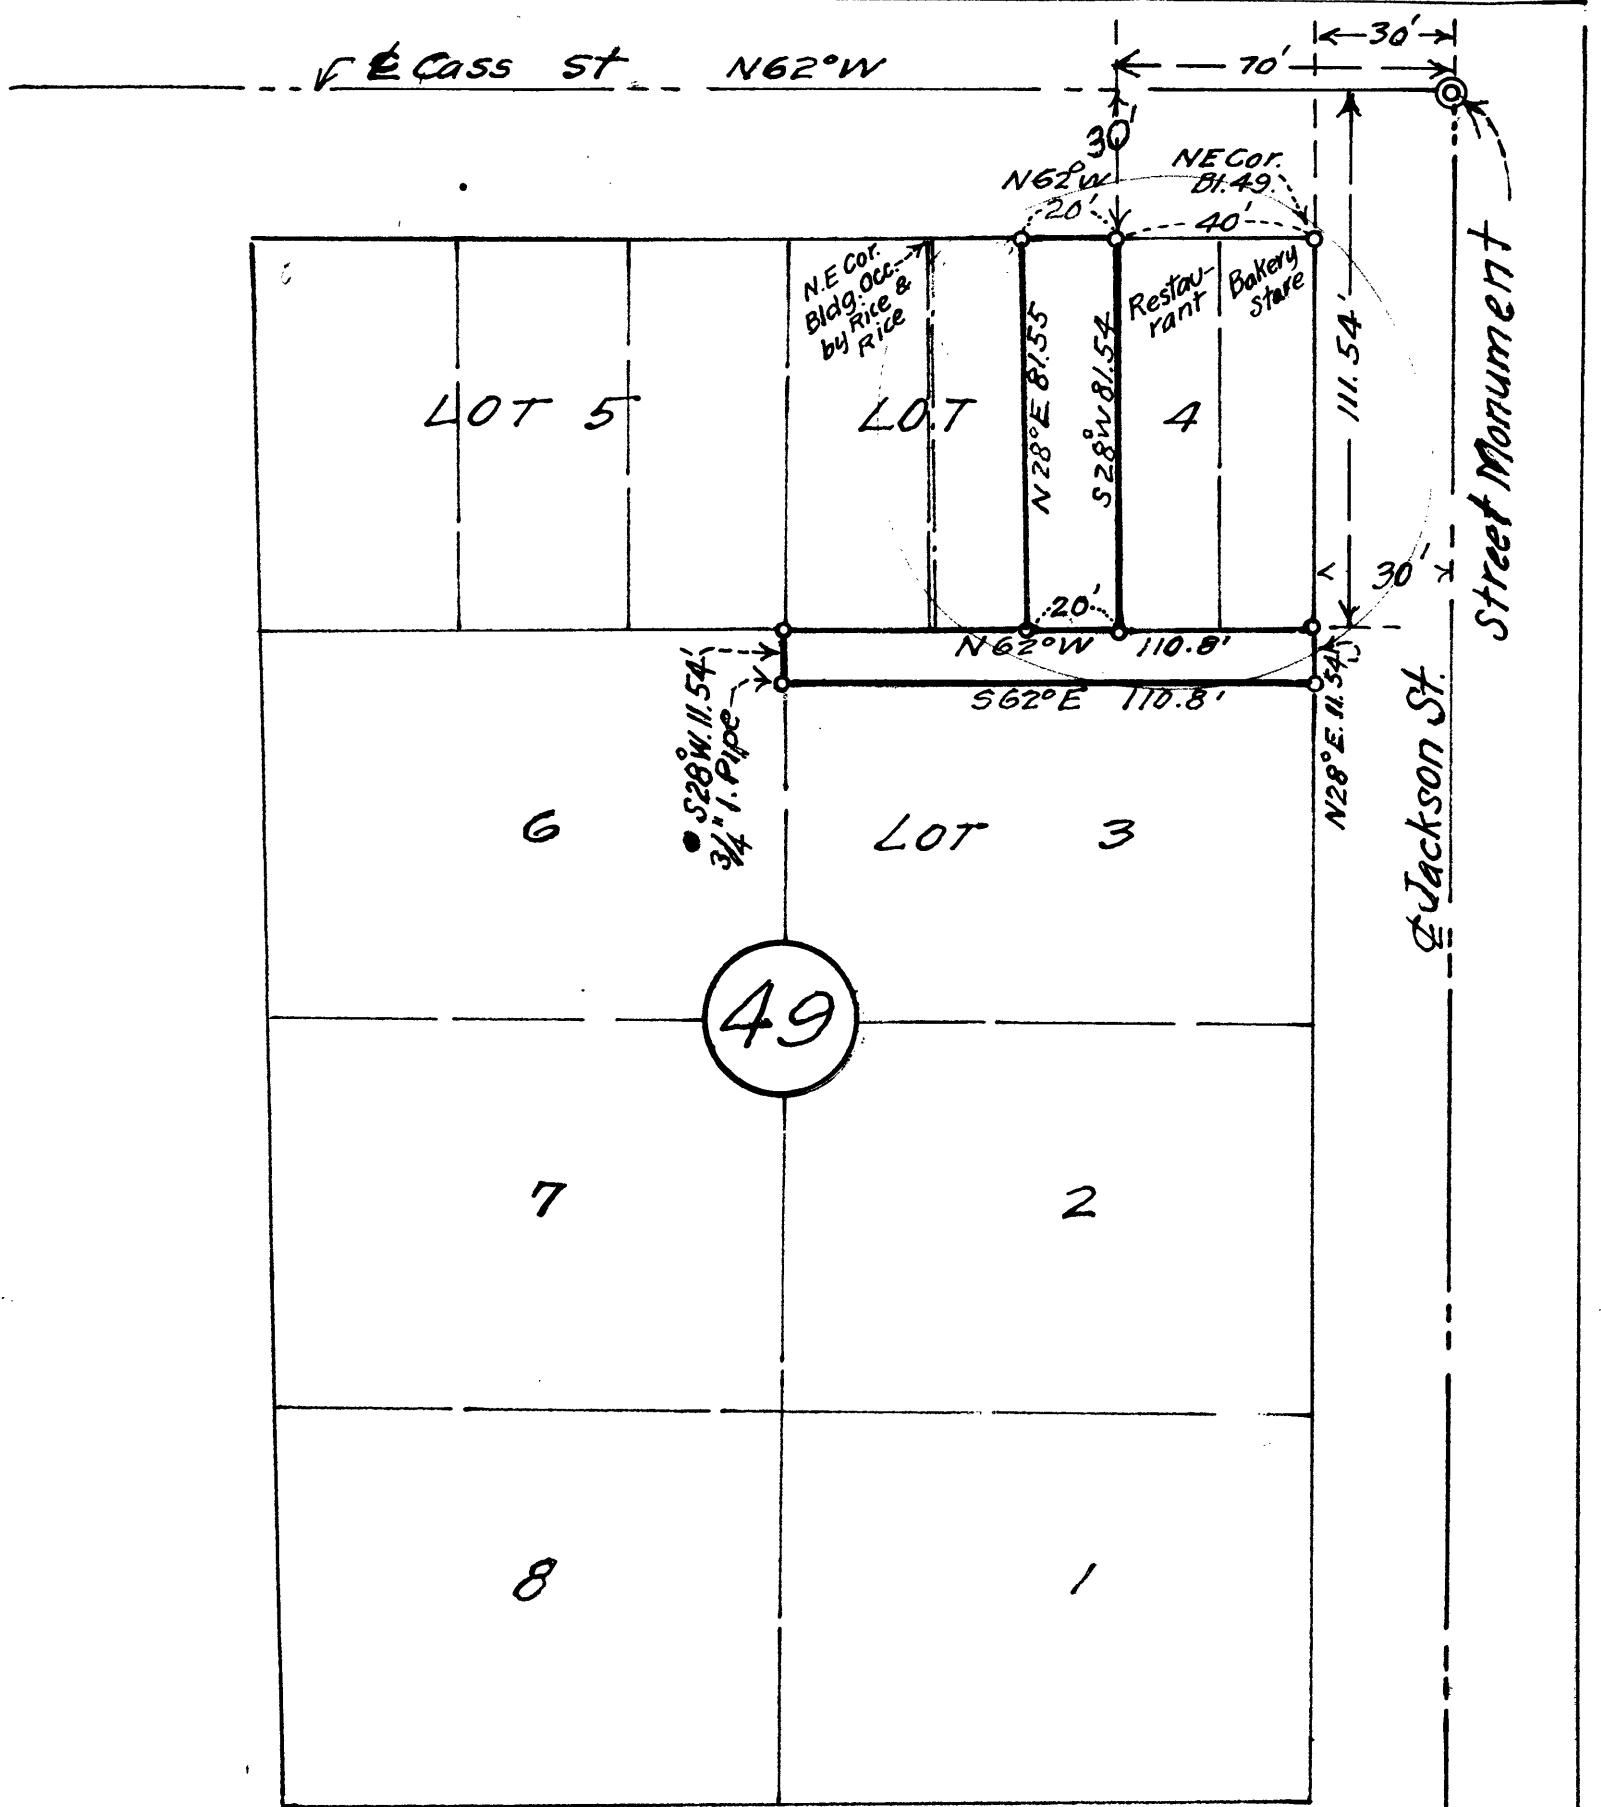 ℄ Cass St N62°W
30'
70'
30'
N62°W
20'
NE Cor.
Bl.49.
40'
N.E Cor.
Bldg. Occ.
by Rice &
Rice
Restau-
rant
Bakery
Store
N28°E 81.55
S28°W 81.54
111.54'
Street Monument
LOT 5
LOT 4
30'
20'
N62°W 110.8'
S62°E 110.8'
S28°W. 11.54'
3/4" I. Pipe
N28°E. 11.54'
℄ Jackson St.
6
LOT 3
49
7
2
8
1